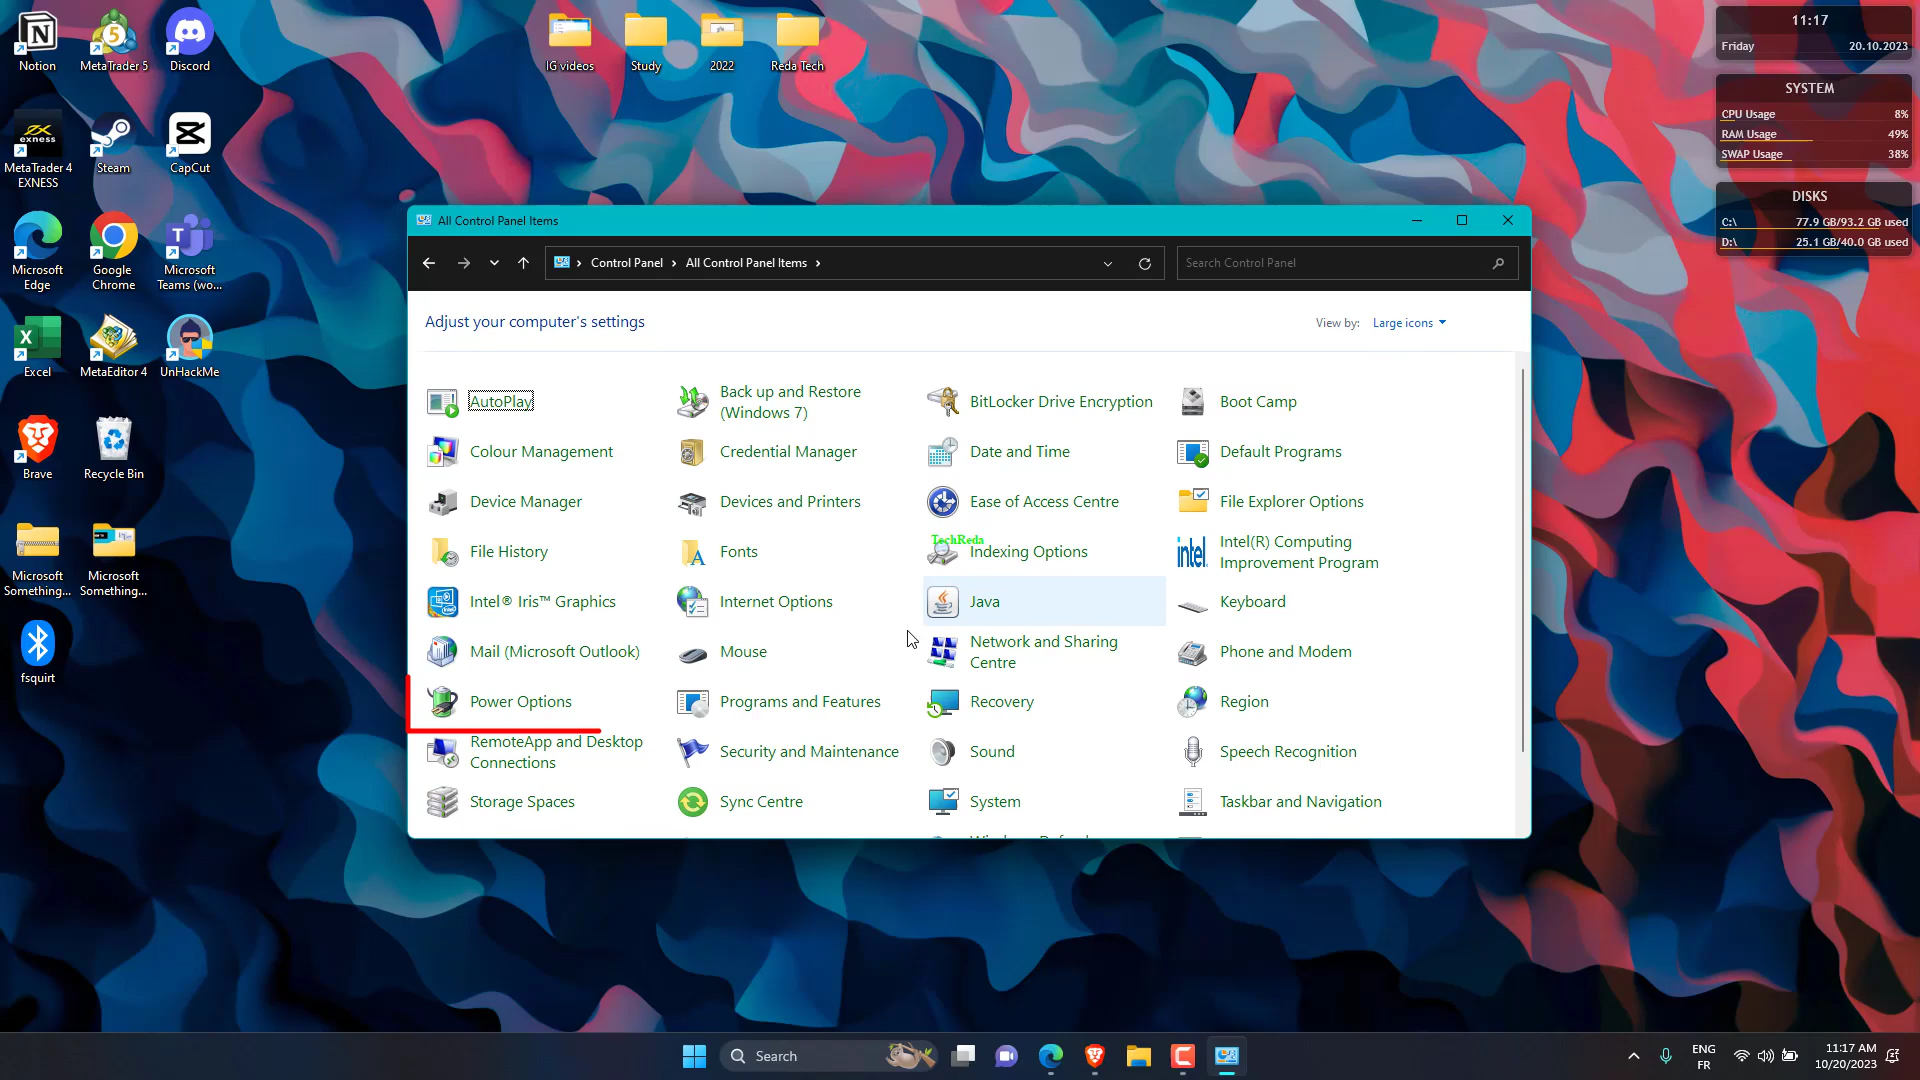 Notion
MetaTrader 5
Discord
IG videos
Study
2022
Reda Tech
11:17
Friday
20.10.2023
SYSTEM
CPU Usage
8%
RAM Usage
49%
SWAP Usage
38%
DISKS
C:\
77.9 GB/93.2 GB used
D:\
25.1 GB/40.0 GB used
exness
MetaTrader 4
EXNESS
Steam
CapCut
Microsoft
Edge
Google
Chrome
Microsoft
Teams (wo...
Excel
MetaEditor 4
UnHackMe
Brave
Recycle Bin
Microsoft
Something...
Microsoft
Something...
fsquirt
All Control Panel Items
Control Panel
All Control Panel Items
Search Control Panel
Adjust your computer's settings
View by:
Large icons
AutoPlay
Back up and Restore
(Windows 7)
BitLocker Drive Encryption
Boot Camp
Colour Management
Credential Manager
Date and Time
Default Programs
Device Manager
Devices and Printers
Ease of Access Centre
File Explorer Options
File History
Fonts
TechReda
Indexing Options
intel
Intel(R) Computing
Improvement Program
Intel® Iris™ Graphics
Internet Options
Java
Keyboard
Mail (Microsoft Outlook)
Mouse
Network and Sharing
Centre
Phone and Modem
Power Options
Programs and Features
Recovery
Region
RemoteApp and Desktop
Connections
Security and Maintenance
Sound
Speech Recognition
Storage Spaces
Sync Centre
System
Taskbar and Navigation
Search
ENG
FR
11:17 AM
10/20/2023